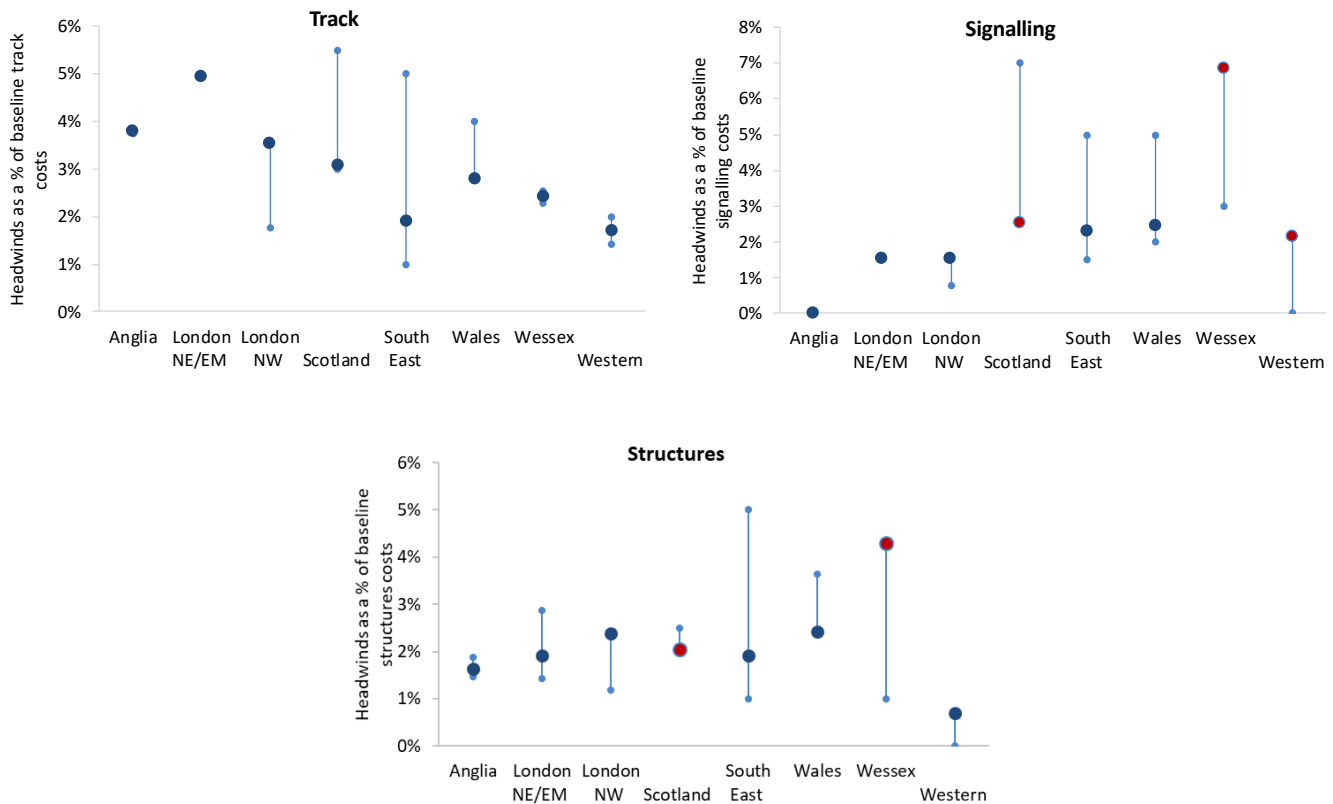 Track
Headwinds as a % of baseline track
costs
6%
5%
4%
3%
2%
1%
0%
Anglia
London
NE/EM
London
NW
Scotland
South
East
Wales
Wessex
Western
Signalling
Headwinds as a % of baseline
signalling costs
8%
7%
6%
5%
4%
3%
2%
1%
0%
Anglia
London
NE/EM
London
NW
Scotland
South
East
Wales
Wessex
Western
Structures
Headwinds as a % of baseline
structures costs
6%
5%
4%
3%
2%
1%
0%
Anglia
London
NE/EM
London
NW
Scotland
South
East
Wales
Wessex
Western